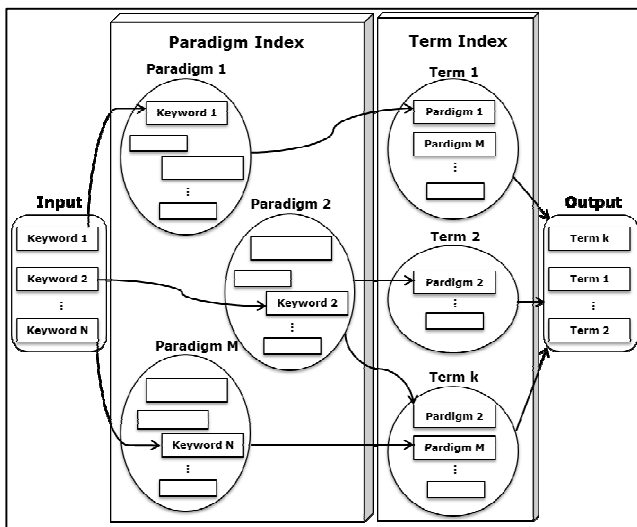 Paradigm Index
Term Index
Input
Keyword 1
Keyword 2
⋮
Keyword N
Paradigm 1
Keyword 1
⋮
Paradigm 2
Keyword 2
⋮
Paradigm M
Keyword N
⋮
Term 1
Pardigm 1
Pardigm M
⋮
Term 2
Pardigm 2
⋮
Term k
Pardigm 2
Pardigm M
⋮
Output
Term k
Term 1
⋮
Term 2